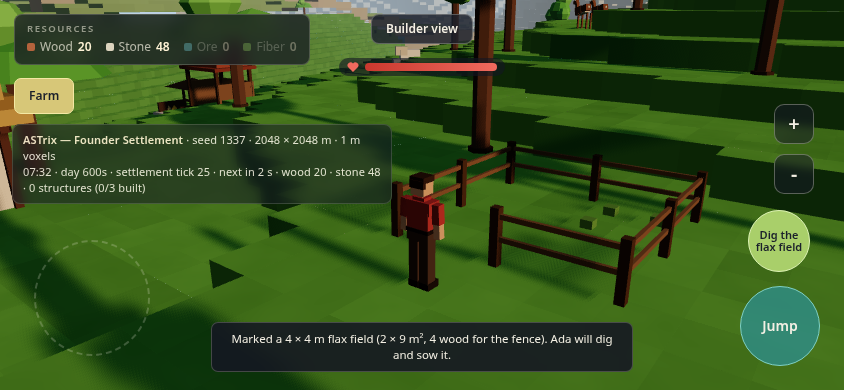 RESOURCES
Wood 20 Stone 48 Ore 0 Fiber 0
Builder view
Farm
ASTrix — Founder Settlement · seed 1337 · 2048 × 2048 m · 1 m
voxels
07:32 · day 600s · settlement tick 25 · next in 2 s · wood 20 · stone 48
· 0 structures (0/3 built)
+
-
Dig the
flax field
Jump
Marked a 4 × 4 m flax field (2 × 9 m², 4 wood for the fence). Ada will dig
and sow it.